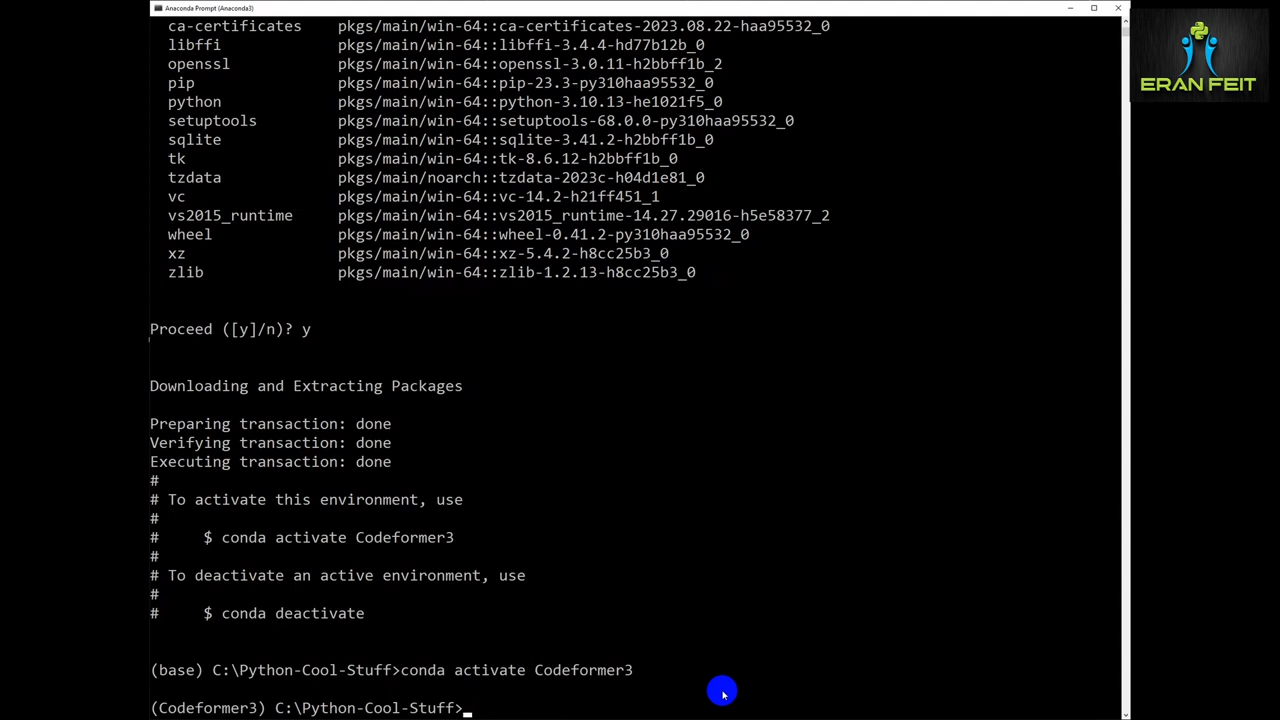 Anaconda Prompt (Anaconda3)
ca-certificates pkgs/main/win-64::ca-certificates-2023.08.22-haa95532_0
libffi pkgs/main/win-64::libffi-3.4.4-hd77b12b_0
openssl pkgs/main/win-64::openssl-3.0.11-h2bbff1b_2
pip pkgs/main/win-64::pip-23.3-py310haa95532_0
python pkgs/main/win-64::python-3.10.13-he1021f5_0
setuptools pkgs/main/win-64::setuptools-68.0.0-py310haa95532_0
sqlite pkgs/main/win-64::sqlite-3.41.2-h2bbff1b_0
tk pkgs/main/win-64::tk-8.6.12-h2bbff1b_0
tzdata pkgs/main/noarch::tzdata-2023c-h04d1e81_0
vc pkgs/main/win-64::vc-14.2-h21ff451_1
vs2015_runtime pkgs/main/win-64::vs2015_runtime-14.27.29016-h5e58377_2
wheel pkgs/main/win-64::wheel-0.41.2-py310haa95532_0
xz pkgs/main/win-64::xz-5.4.2-h8cc25b3_0
zlib pkgs/main/win-64::zlib-1.2.13-h8cc25b3_0
Proceed ([y]/n)? y
Downloading and Extracting Packages
Preparing transaction: done
Verifying transaction: done
Executing transaction: done
#
# To activate this environment, use
#
# $ conda activate Codeformer3
#
# To deactivate an active environment, use
#
# $ conda deactivate
(base) C:\Python-Cool-Stuff>conda activate Codeformer3
(Codeformer3) C:\Python-Cool-Stuff>
ERAN FEIT